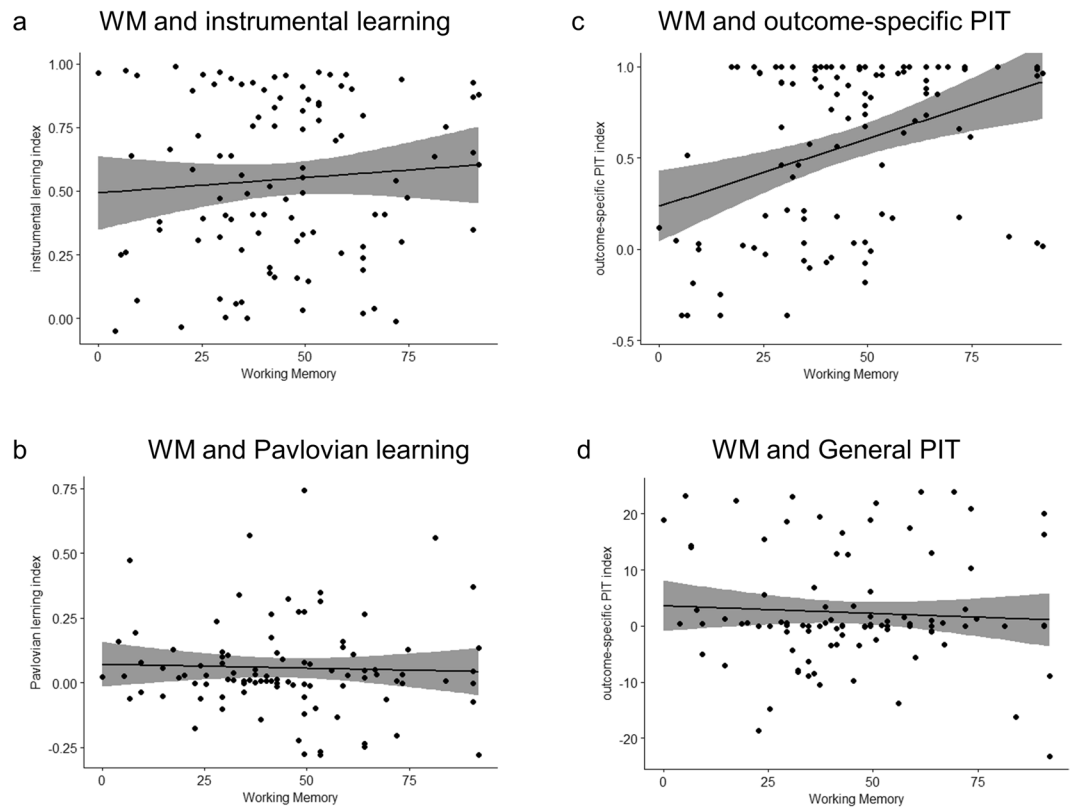 a WM and instrumental learning
1.00
0.75
0.50
0.25
0.00
instrumental lerning index
0 25 50 75
Working Memory
c WM and outcome-specific PIT
1.0
0.5
0.0
-0.5
outcome-specific PIT index
0 25 50 75
Working Memory
b WM and Pavlovian learning
0.75
0.50
0.25
0.00
-0.25
Pavlovian lerning index
0 25 50 75
Working Memory
d WM and General PIT
20
10
0
-10
-20
outcome-specific PIT index
0 25 50 75
Working Memory